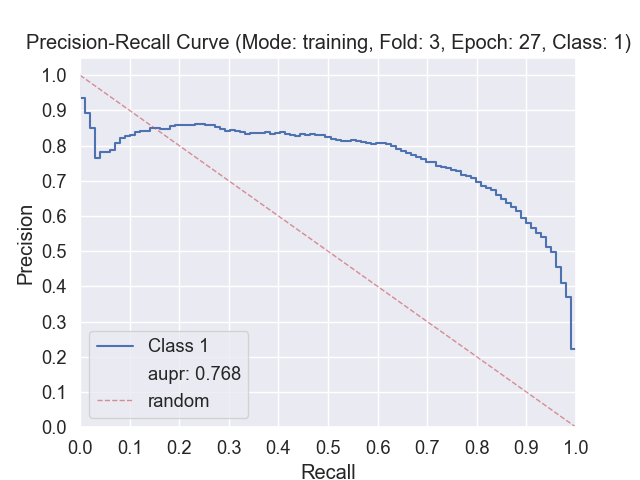 Precision-Recall Curve (Mode: training, Fold: 3, Epoch: 27, Class: 1)
1.0
0.9
0.8
0.7
0.6
0.5
0.4
0.3
0.2
0.1
0.0
Precision
Class 1
aupr: 0.768
random
0.0 0.1 0.2 0.3 0.4 0.5 0.6 0.7 0.8 0.9 1.0
Recall